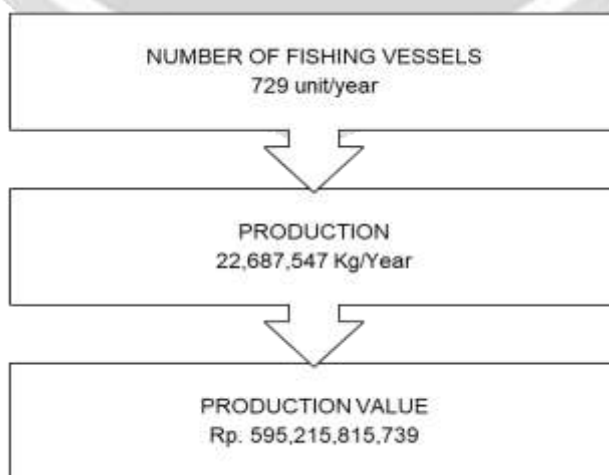 NUMBER OF FISHING VESSELS
729 unit/year
PRODUCTION
22,687,547 Kg/Year
PRODUCTION VALUE
Rp. 595,215,815,739